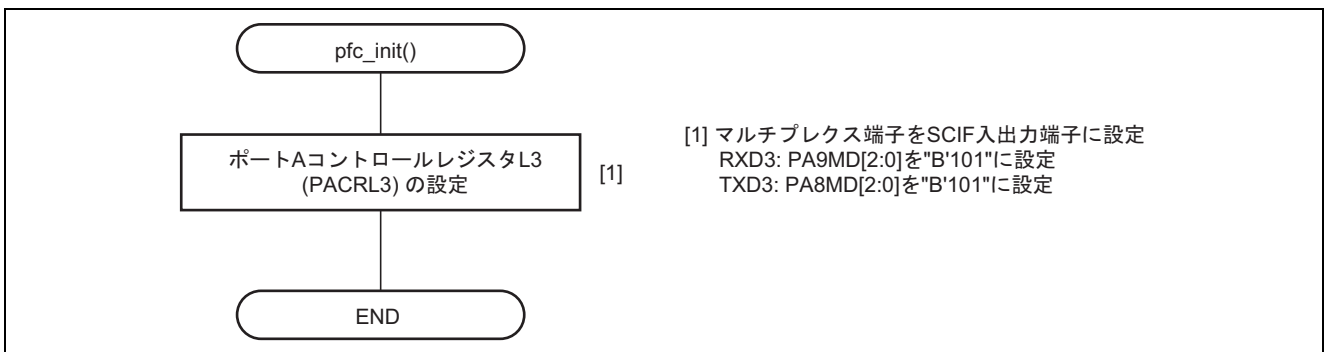 pfc_init()
ポートAコントロールレジスタL3
(PACRL3) の設定
[1]
[1] マルチプレクス端子をSCIF入出力端子に設定
RXD3: PA9MD[2:0]を"B'101"に設定
TXD3: PA8MD[2:0]を"B'101"に設定
END